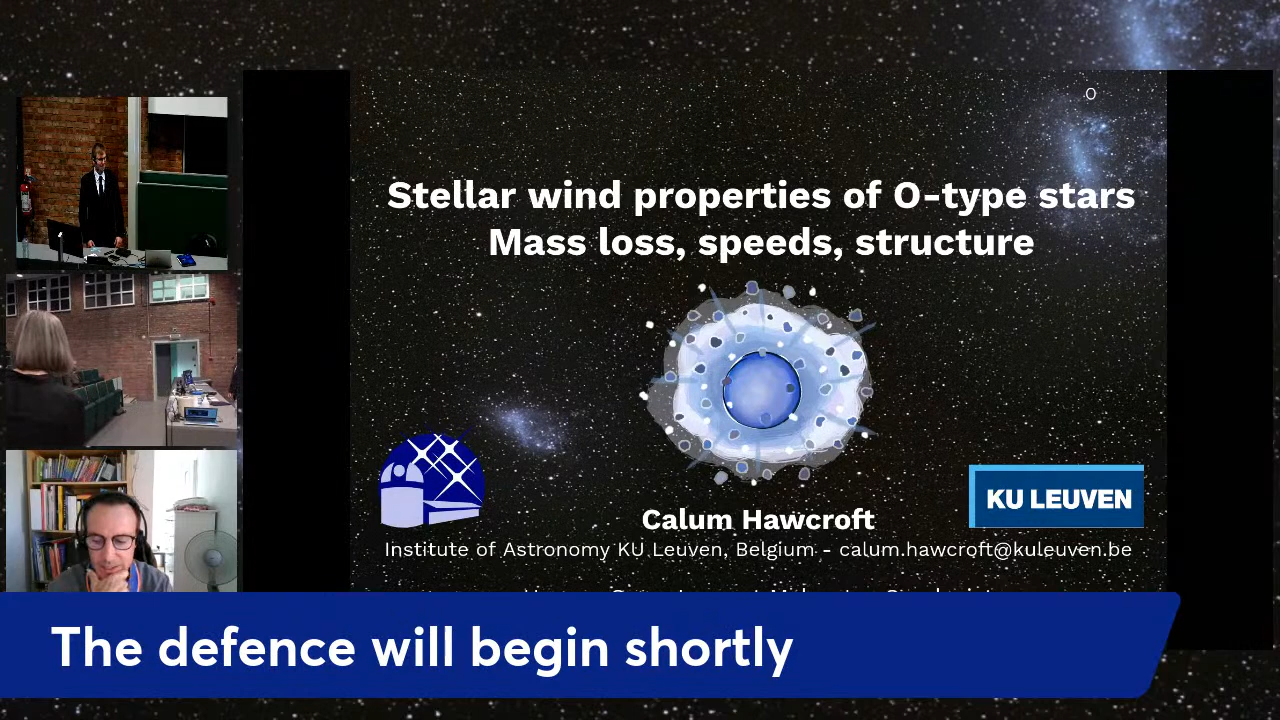 O
Stellar wind properties of O-type stars
Mass loss, speeds, structure
KU LEUVEN
Calum Hawcroft
Institute of Astronomy KU Leuven, Belgium - calum.hawcroft@kuleuven.be
The defence will begin shortly